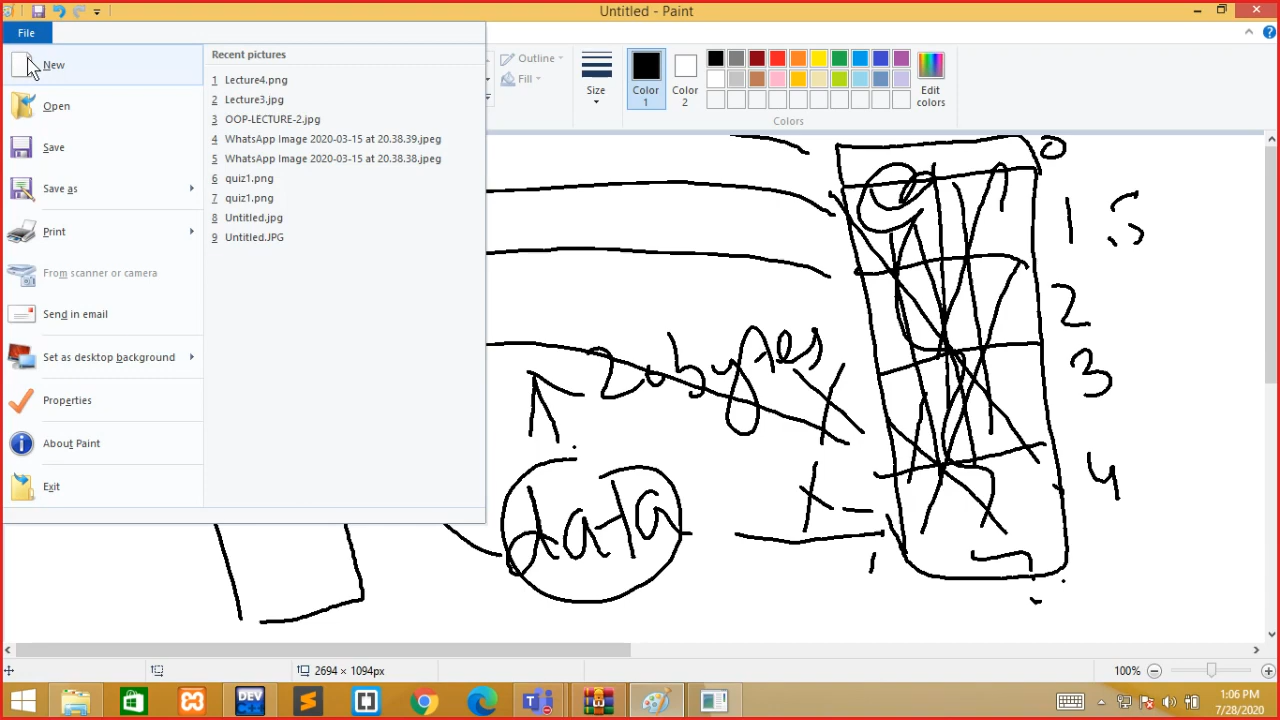 Untitled - Paint
File
New
Open
Save
Save as
Print
From scanner or camera
Send in email
Set as desktop background
Properties
About Paint
Exit
Recent pictures
1 Lecture4.png
2 Lecture3.jpg
3 OOP-LECTURE-2.jpg
4 WhatsApp Image 2020-03-15 at 20.38.39.jpeg
5 WhatsApp Image 2020-03-15 at 20.38.38.jpeg
6 quiz1.png
7 quiz1.png
8 Untitled.jpg
9 Untitled.JPG
Outline
Fill
Size
Color 1
Color 2
Edit colors
Colors
0
1
2
3
4
20bytes
data
2694 × 1094px
100%
DEV
1:06 PM
7/28/2020